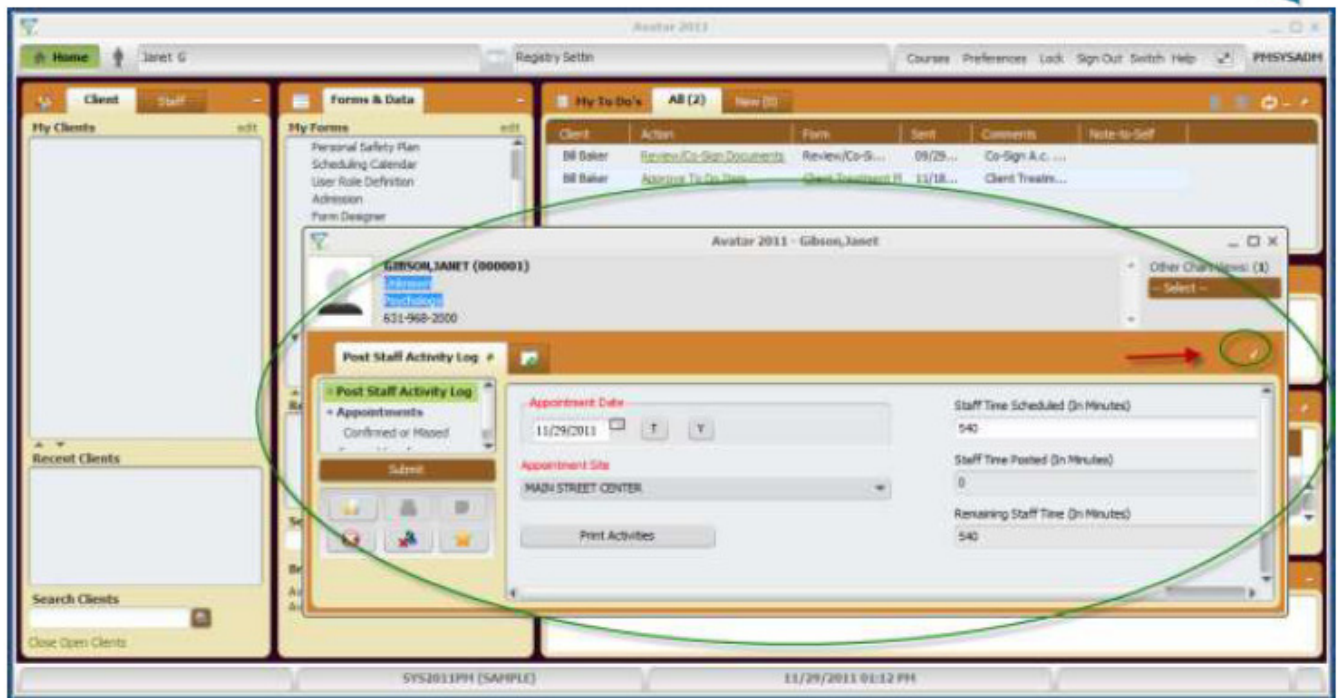 Avatar 2011
Home
Janet G
Registry Settin
Courses Preferences Lock Sign Out Switch Help
PMSYSADM
Client
Staff
My Clients edit
Recent Clients
Search Clients
Close Open Clients
Forms & Data
My Forms edit
Personal Safety Plan
Scheduling Calendar
User Role Definition
Admission
Form Designer
My To Do's All (2) New (0)
Client Action Form Sent Comments Note-to-Self
Bill Baker Review/Co-Sign Documents Review/Co-Si... 09/29... Co-Sign A.c. ...
Bill Baker Approve To Do Item Client Treatment Pl 11/18... Client Treatm...
Avatar 2011 - Gibson,Janet
GIBSON,JANET (000001)
Unknown
Psychology
631-968-2000
Other Chart Views: (1)
-- Select --
Post Staff Activity Log
Post Staff Activity Log
Appointments
Confirmed or Missed
Submit
Appointment Date
11/29/2011 T Y
Appointment Site
MAIN STREET CENTER
Print Activities
Staff Time Scheduled (In Minutes)
540
Staff Time Posted (In Minutes)
0
Remaining Staff Time (In Minutes)
540
SYS2011PM (SAMPLE)
11/29/2011 01:12 PM